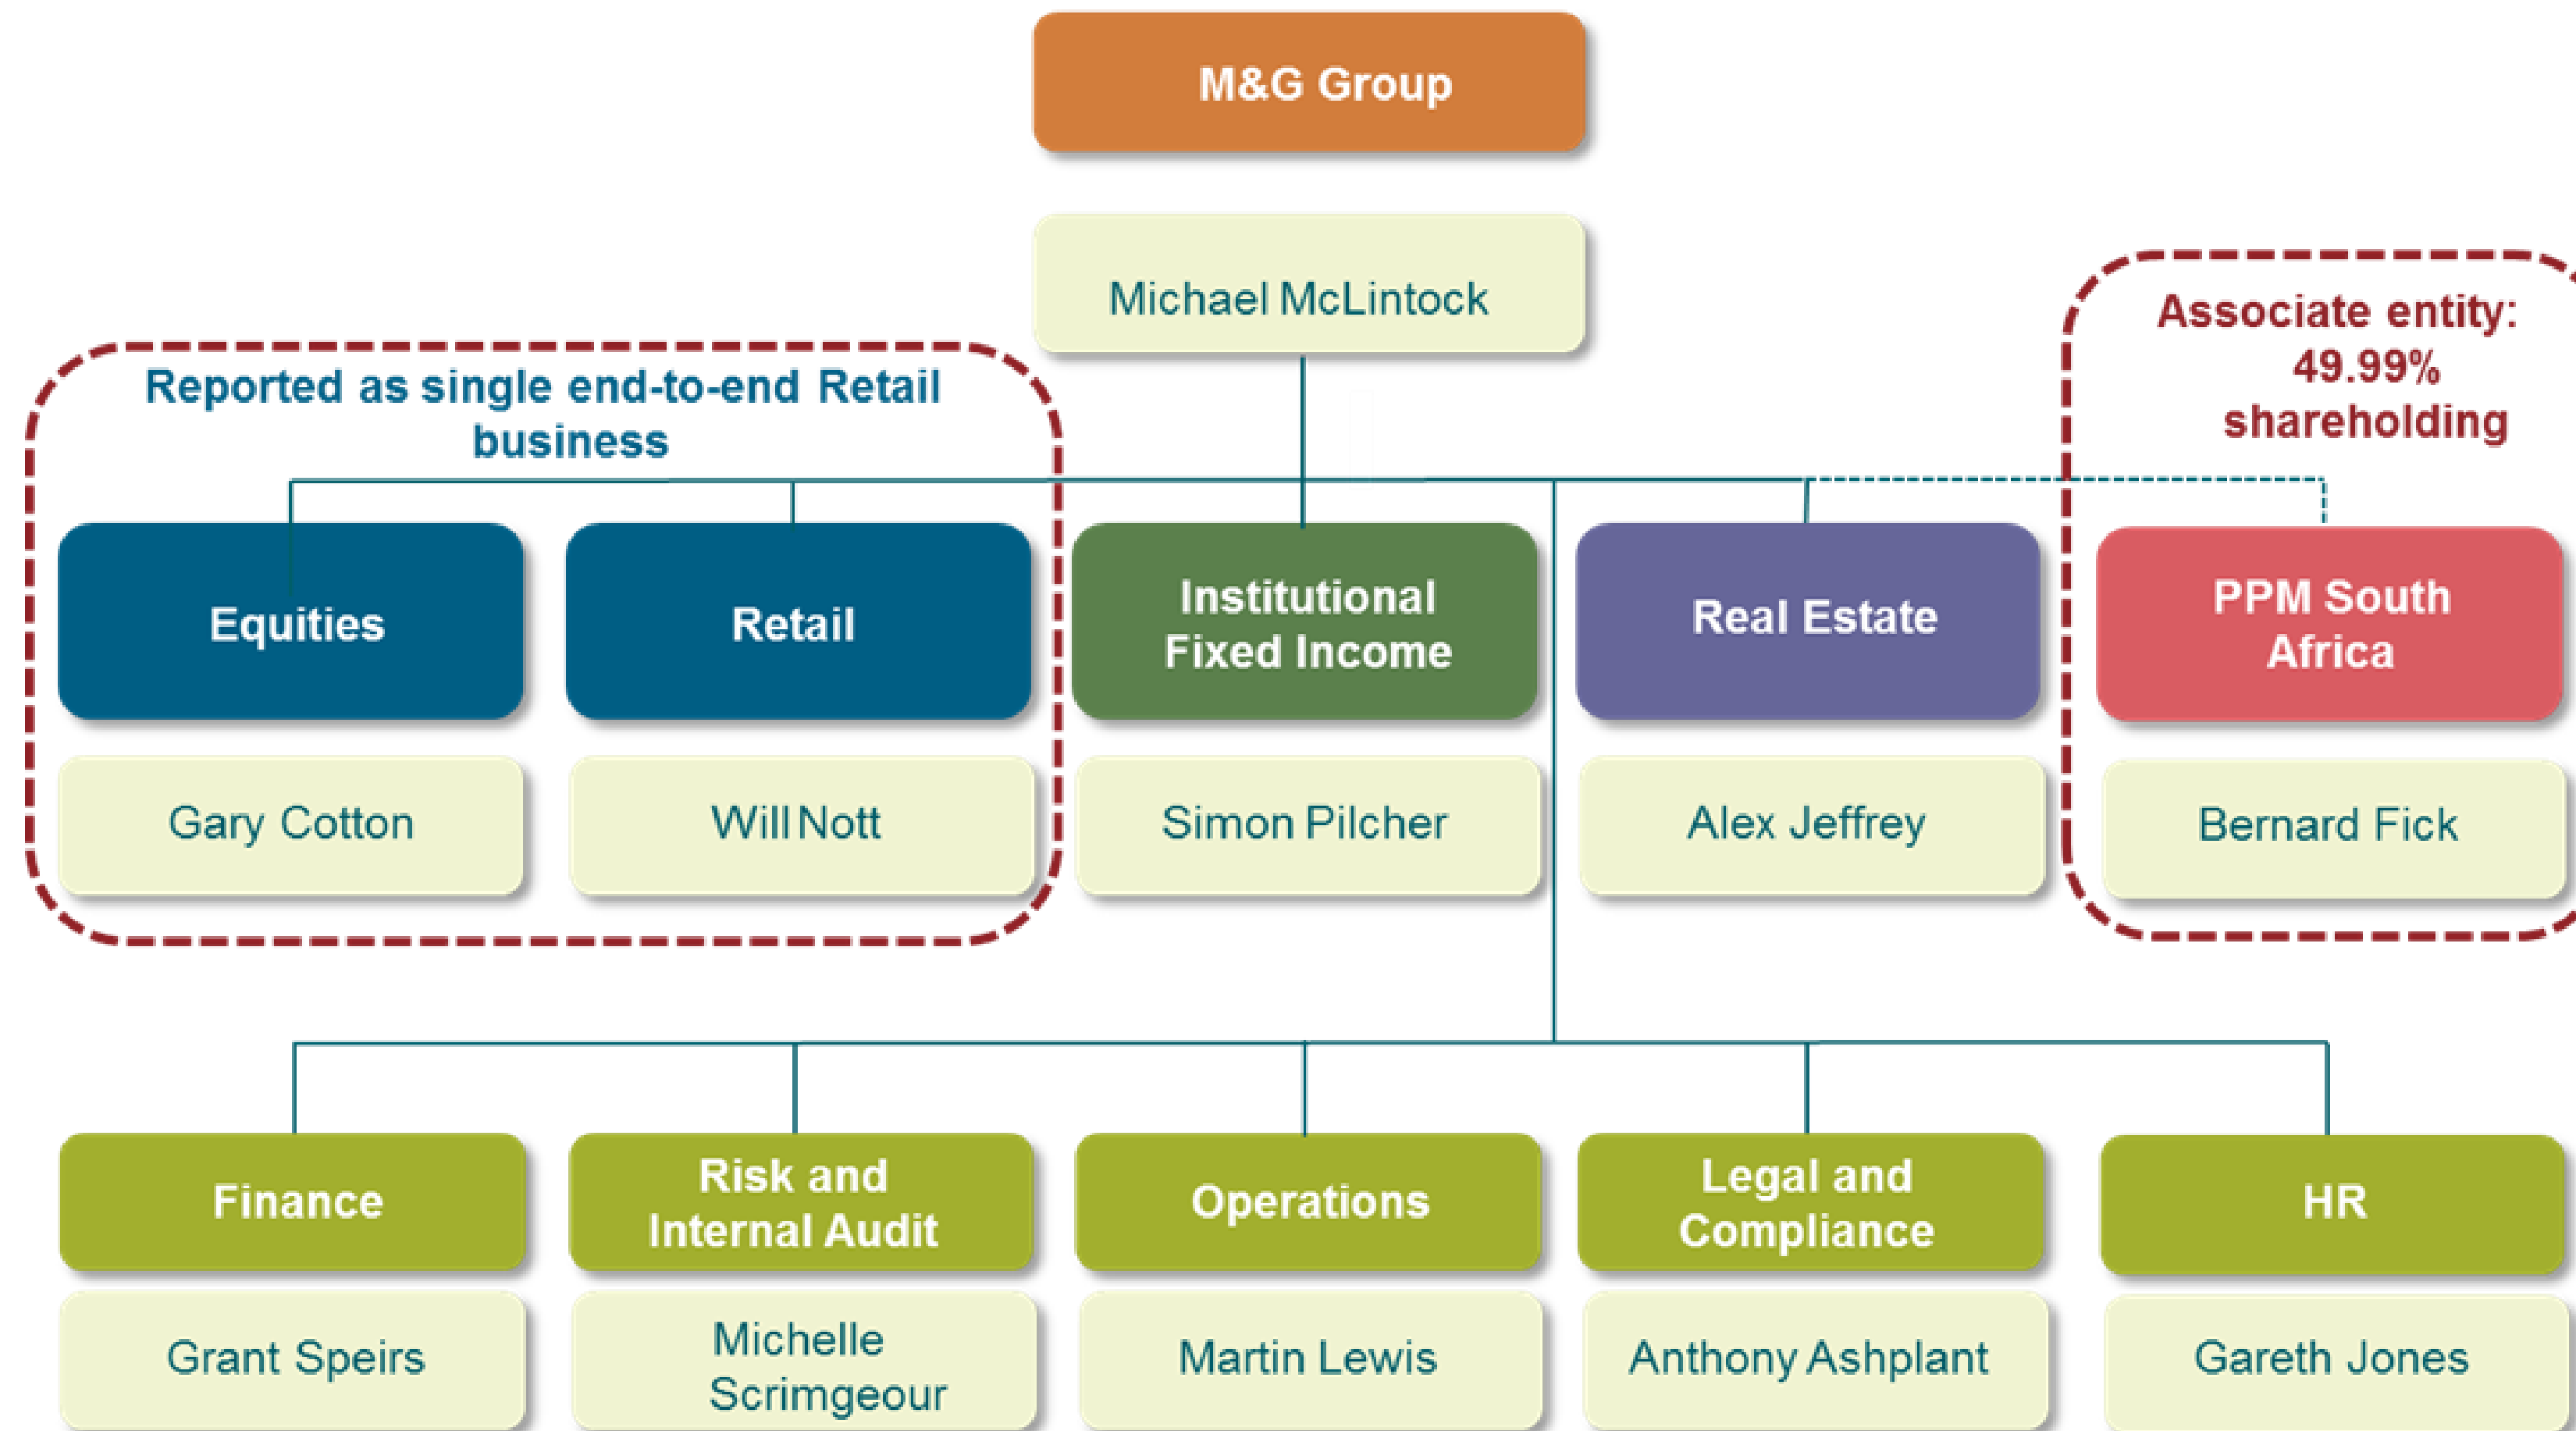 M&G Group
Michael McLintock
Reported as single end-to-end Retail
business
Associate entity:
49.99%
shareholding
Equities
Retail
Institutional
Fixed Income
Real Estate
PPM South
Africa
Gary Cotton
Will Nott
Simon Pilcher
Alex Jeffrey
Bernard Fick
Finance
Risk and
Internal Audit
Operations
Legal and
Compliance
HR
Grant Speirs
Michelle
Scrimgeour
Martin Lewis
Anthony Ashplant
Gareth Jones